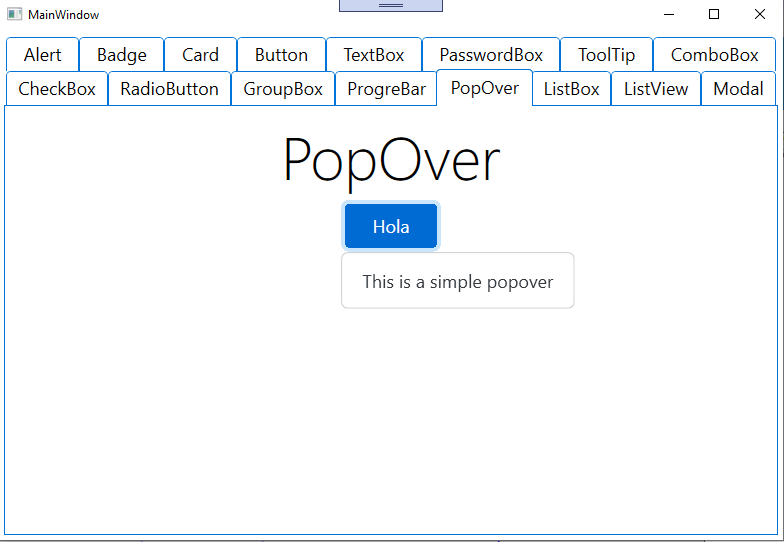 MainWindow
Alert Badge Card Button TextBox PasswordBox ToolTip ComboBox
CheckBox RadioButton GroupBox ProgreBar PopOver ListBox ListView Modal
PopOver
Hola
This is a simple popover